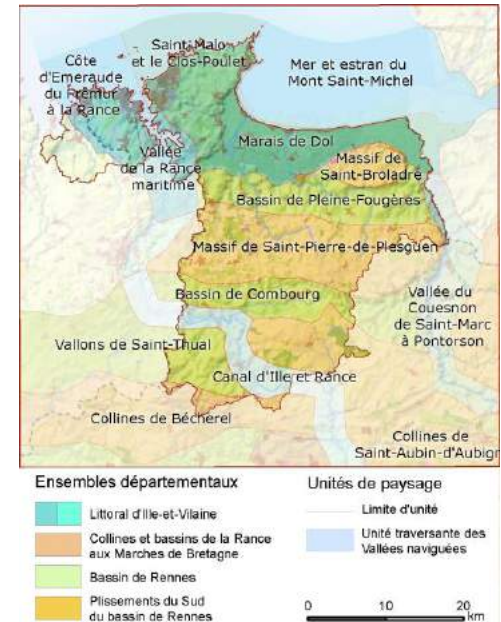 Saint-Malo
et le Clos-Poulet
Côte
d'Emeraude
du Frémur
à la Rance
Mer et estran du
Mont Saint-Michel
Vallée
de la Rance
maritime
Marais de Dol
Massif de
Saint-Broladre
Bassin de Pleine-Fougères
Massif de Saint-Pierre-de-Plesguen
Bassin de Combourg
Vallée du
Couesnon
de Saint-Marc
à Pontorson
Vallons de Saint-Thual
Canal d'Ille et Rance
Collines de Bécherel
Collines de
Saint-Aubin-d'Aubign
Ensembles départementaux
Littoral d'Ille-et-Vilaine
Collines et bassins de la Rance
aux Marches de Bretagne
Bassin de Rennes
Plissements du Sud
du bassin de Rennes
Unités de paysage
Limite d'unité
Unité traversante des
Vallées naviguées
0 10 20
km